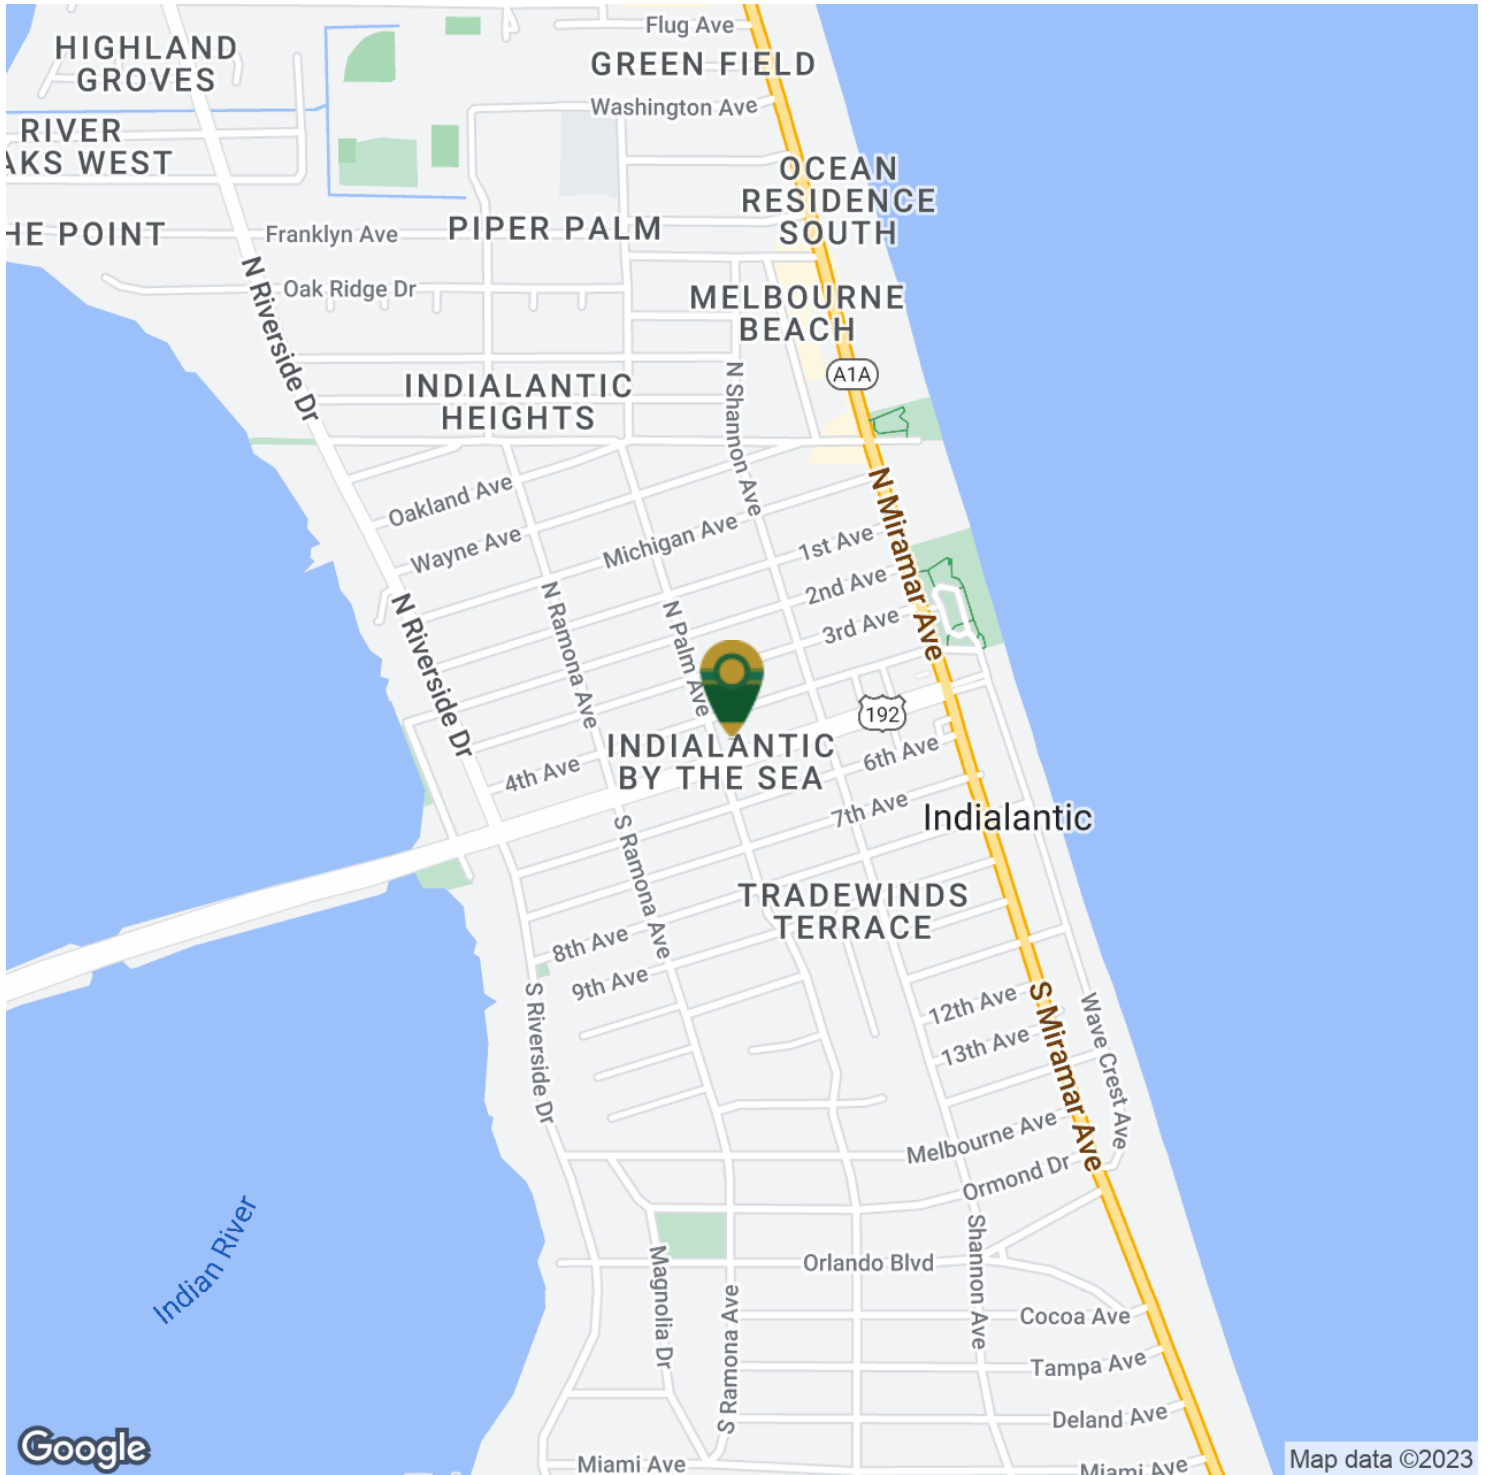 Flug Ave
HIGHLAND
GROVES
GREEN FIELD
Washington Ave
RIVER
AKS WEST
OCEAN
RESIDENCE
SOUTH
HE POINT
Franklyn Ave
PIPER PALM
N Riverside Dr
Oak Ridge Dr
MELBOURNE
BEACH
A1A
INDIALANTIC
HEIGHTS
N Shannon Ave
N Miramar Ave
Oakland Ave
Wayne Ave
Michigan Ave
1st Ave
2nd Ave
3rd Ave
N Riverside Dr
N Ramona Ave
N Palm Ave
192
INDIALANTIC
BY THE SEA
4th Ave
6th Ave
7th Ave
Indialantic
S Ramona Ave
TRADEWINDS
TERRACE
8th Ave
9th Ave
S Riverside Dr
12th Ave
13th Ave
S Miramar Ave
Wave Crest Ave
Melbourne Ave
Ormond Dr
Indian River
Magnolia Dr
Shannon Ave
Orlando Blvd
S Ramona Ave
Cocoa Ave
Tampa Ave
Deland Ave
Miami Ave
Miami Ave
Google
Map data ©2023